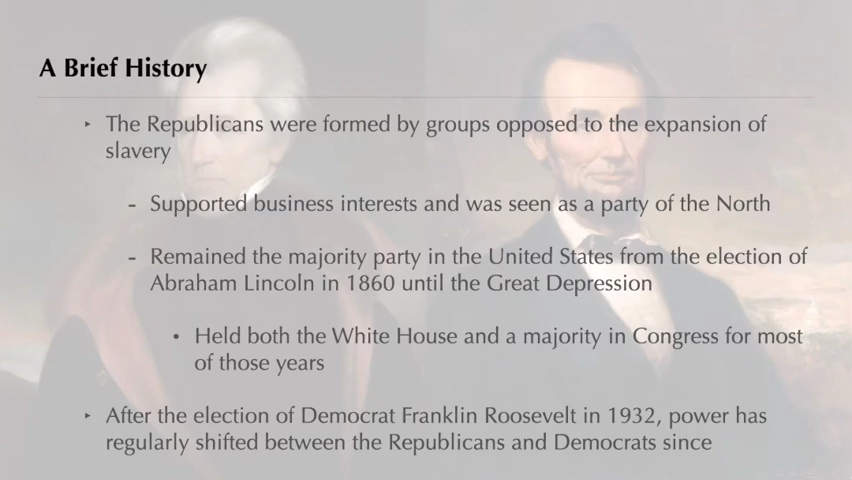 A Brief History
‣ The Republicans were formed by groups opposed to the expansion of
slavery
- Supported business interests and was seen as a party of the North
- Remained the majority party in the United States from the election of
Abraham Lincoln in 1860 until the Great Depression
• Held both the White House and a majority in Congress for most
of those years
‣ After the election of Democrat Franklin Roosevelt in 1932, power has
regularly shifted between the Republicans and Democrats since